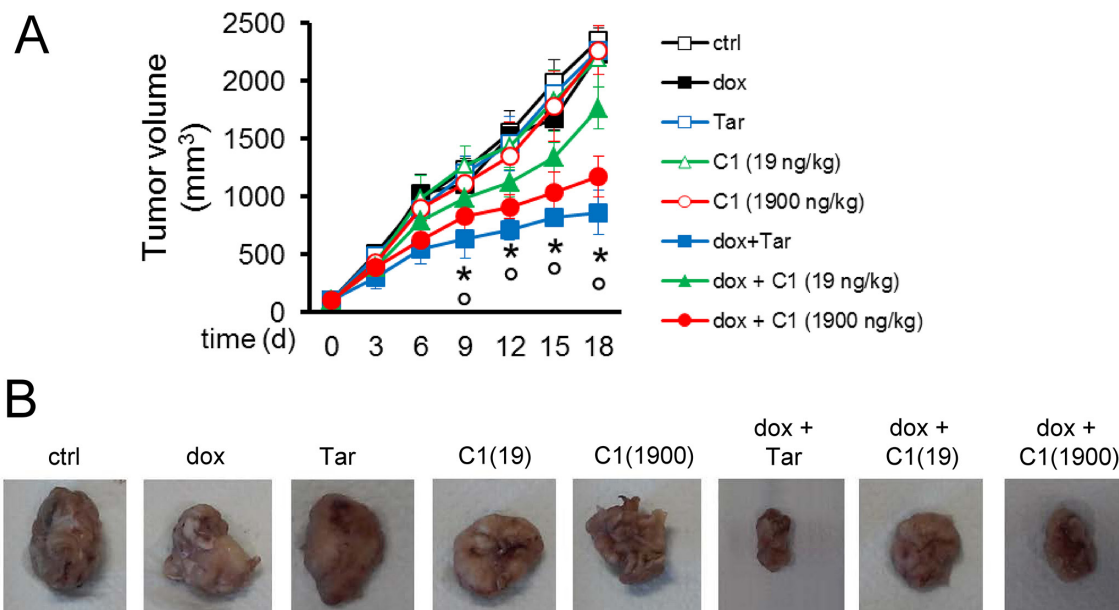 A
Tumor volume
(mm³)
2500
2000
1500
1000
500
0
time (d)
0 3 6 9 12 15 18
* * * *
ctrl
dox
Tar
C1 (19 ng/kg)
C1 (1900 ng/kg)
dox+Tar
dox + C1 (19 ng/kg)
dox + C1 (1900 ng/kg)
B
ctrl
dox
Tar
C1(19)
C1(1900)
dox +
Tar
dox +
C1(19)
dox +
C1(1900)